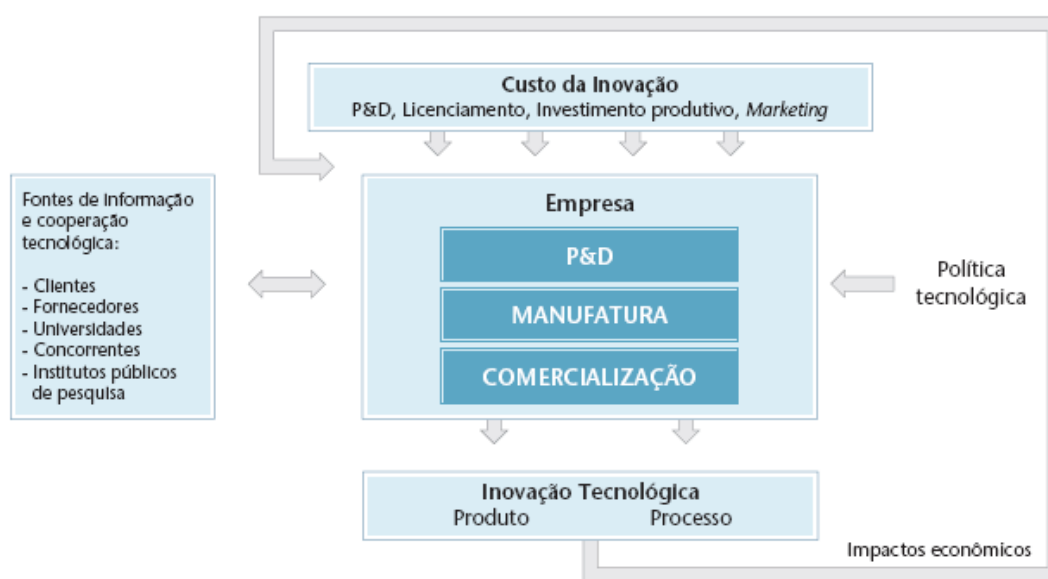 Custo da Inovação
P&D, Licenciamento, Investimento produtivo, Marketing
Fontes de informação
e cooperação
tecnológica:
- Clientes
- Fornecedores
- Universidades
- Concorrentes
- Institutos públicos
de pesquisa
Empresa
P&D
MANUFATURA
COMERCIALIZAÇÃO
Política
tecnológica
Inovação Tecnológica
Produto Processo
Impactos econômicos